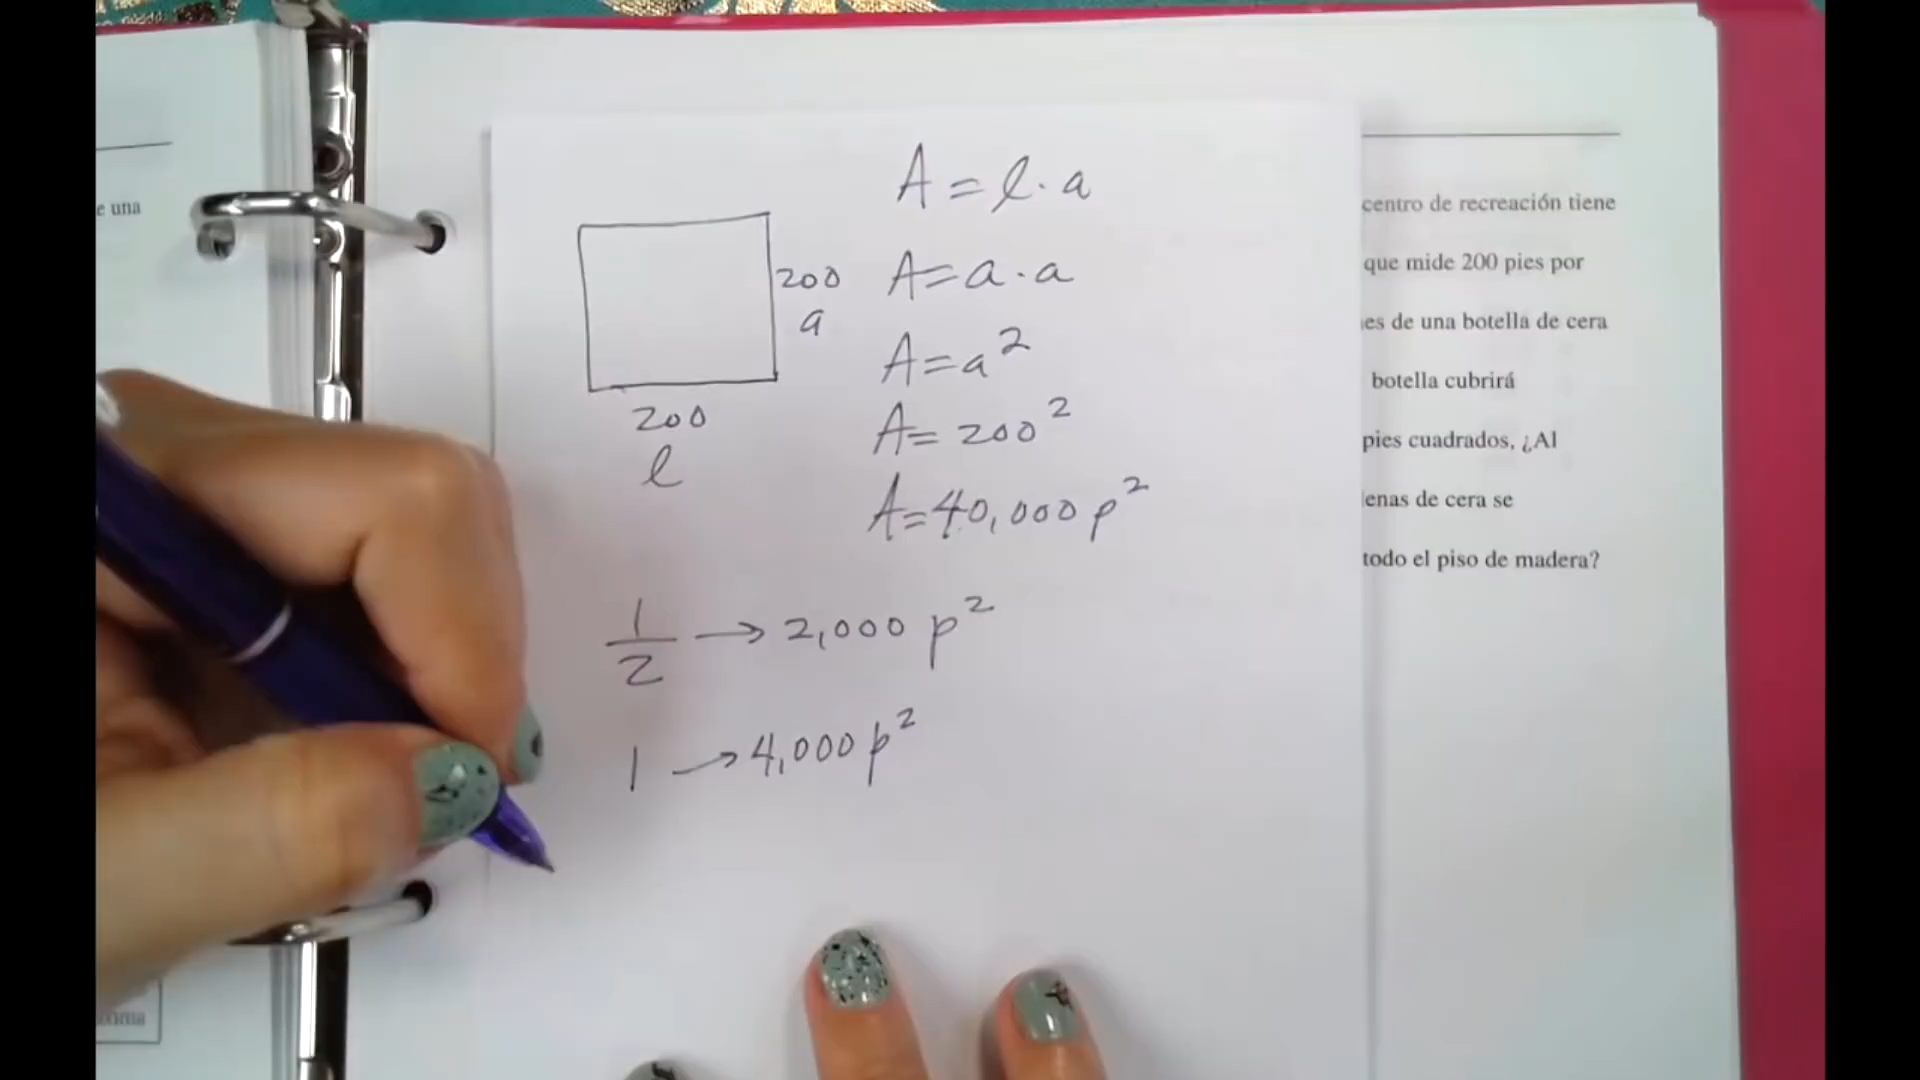 e una
A = l · a
200
a
A = a · a
A = a²
200
l
A = 200²
A = 40,000 p²
1/2 → 2,000 p²
1 → 4,000 p²
centro de recreación tiene
que mide 200 pies por
de una botella de cera
botella cubrirá
pies cuadrados, ¿Al
de cera se
todo el piso de madera?